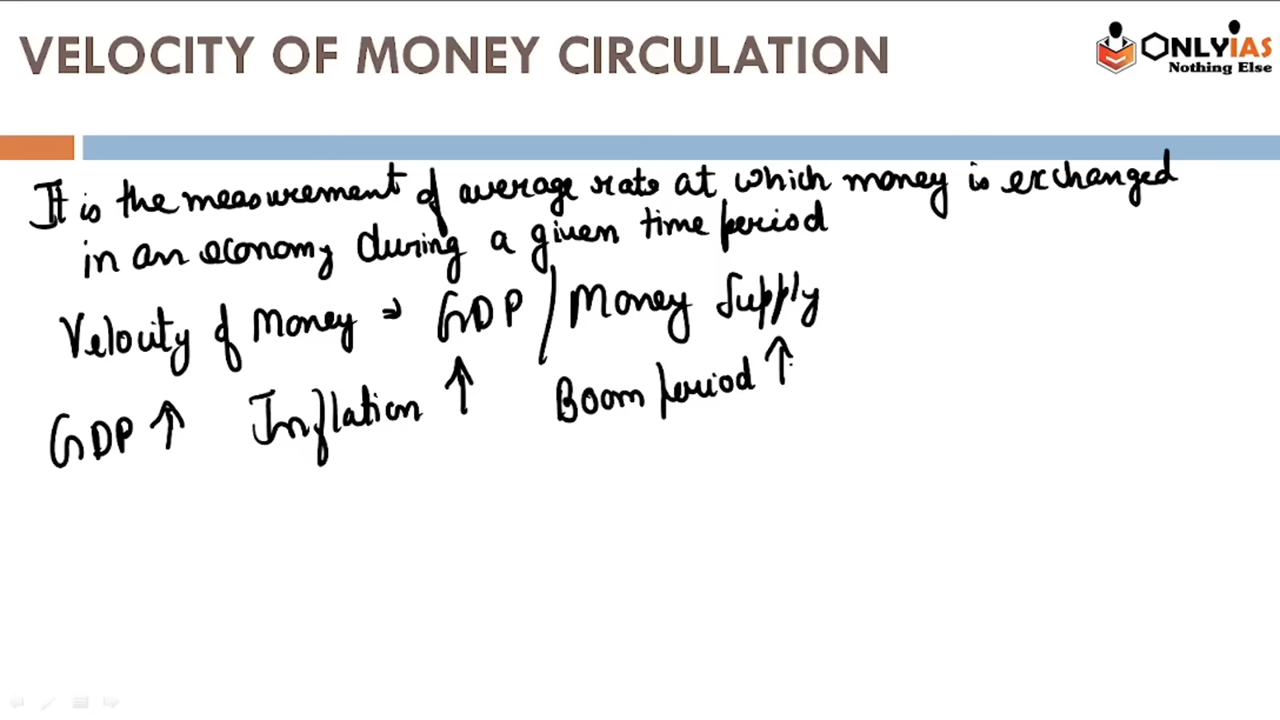 VELOCITY OF MONEY CIRCULATION
ONLYIAS
Nothing Else
It is the measurement of average rate at which money is exchanged
in an economy during a given time period
Velocity of Money = GDP / Money Supply
GDP ↑ Inflation ↑ Boom period ↑